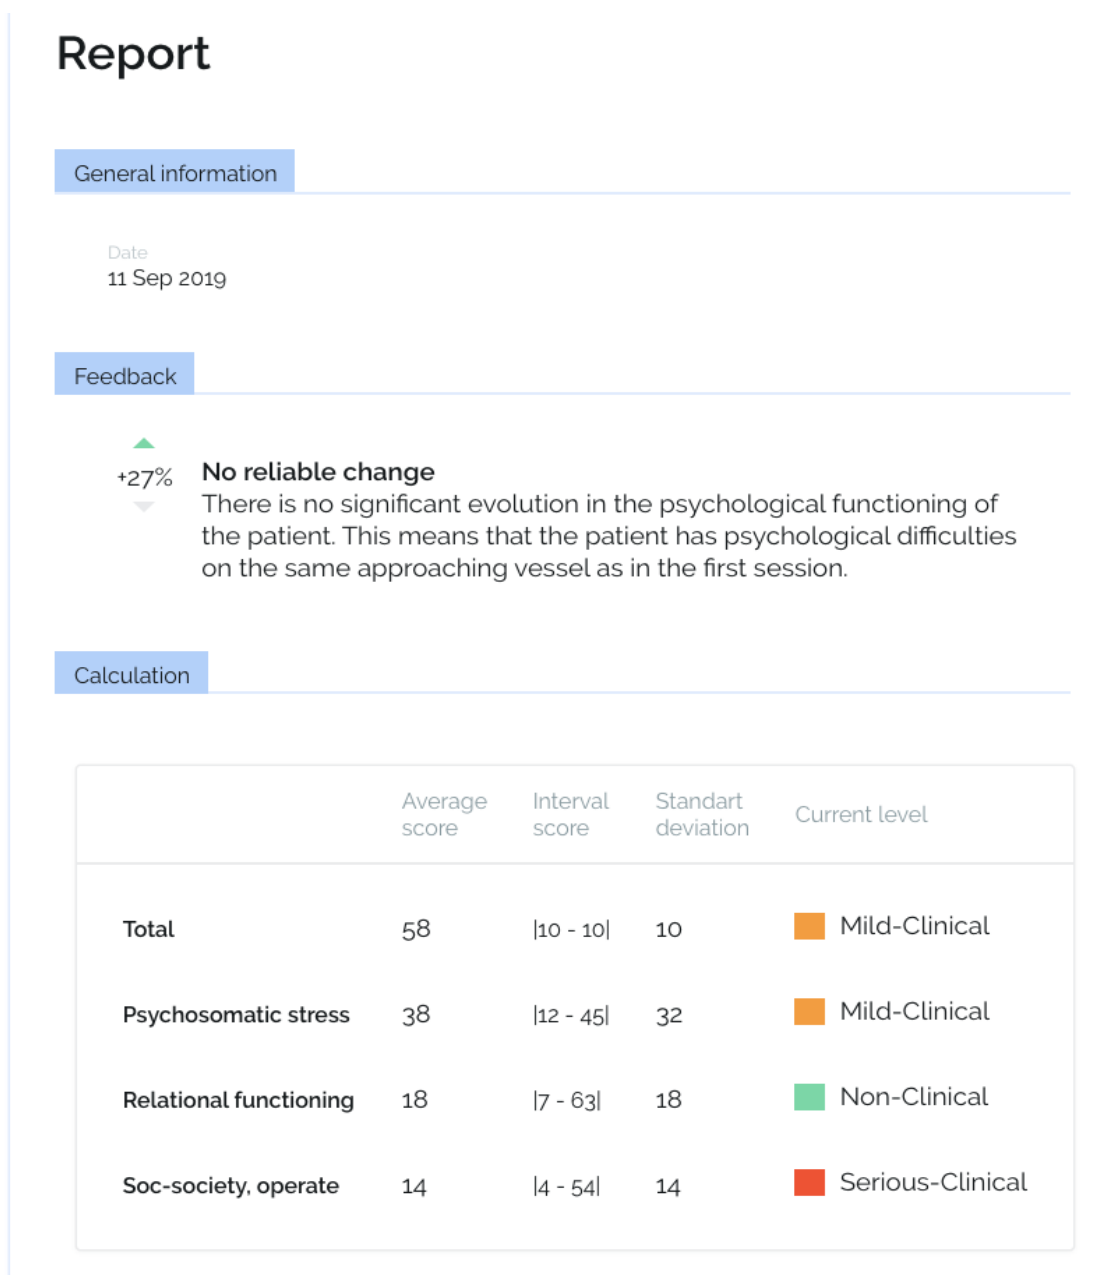 Report
General information
Date
11 Sep 2019
Feedback
+27%
No reliable change
There is no significant evolution in the psychological functioning of
the patient. This means that the patient has psychological difficulties
on the same approaching vessel as in the first session.
Calculation
Average score Interval score Standart deviation Current level
Total 58 |10 - 10| 10 Mild-Clinical
Psychosomatic stress 38 |12 - 45| 32 Mild-Clinical
Relational functioning 18 |7 - 63| 18 Non-Clinical
Soc-society, operate 14 |4 - 54| 14 Serious-Clinical